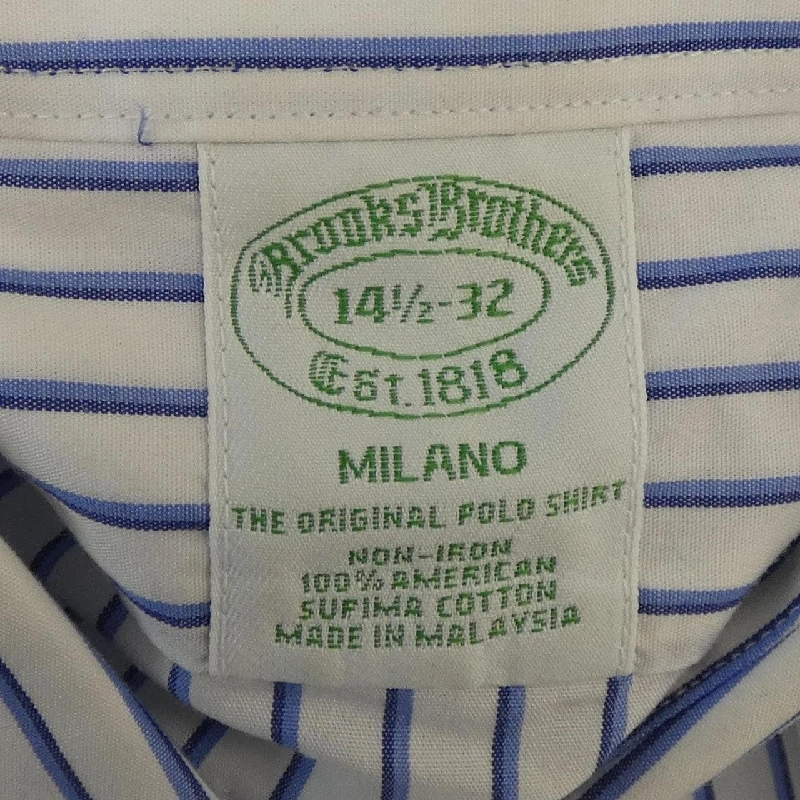 Brooks Brothers
14½-32
Est. 1818
MILANO
THE ORIGINAL POLO SHIRT
NON-IRON
100% AMERICAN
SUFIMA COTTON
MADE IN MALAYSIA